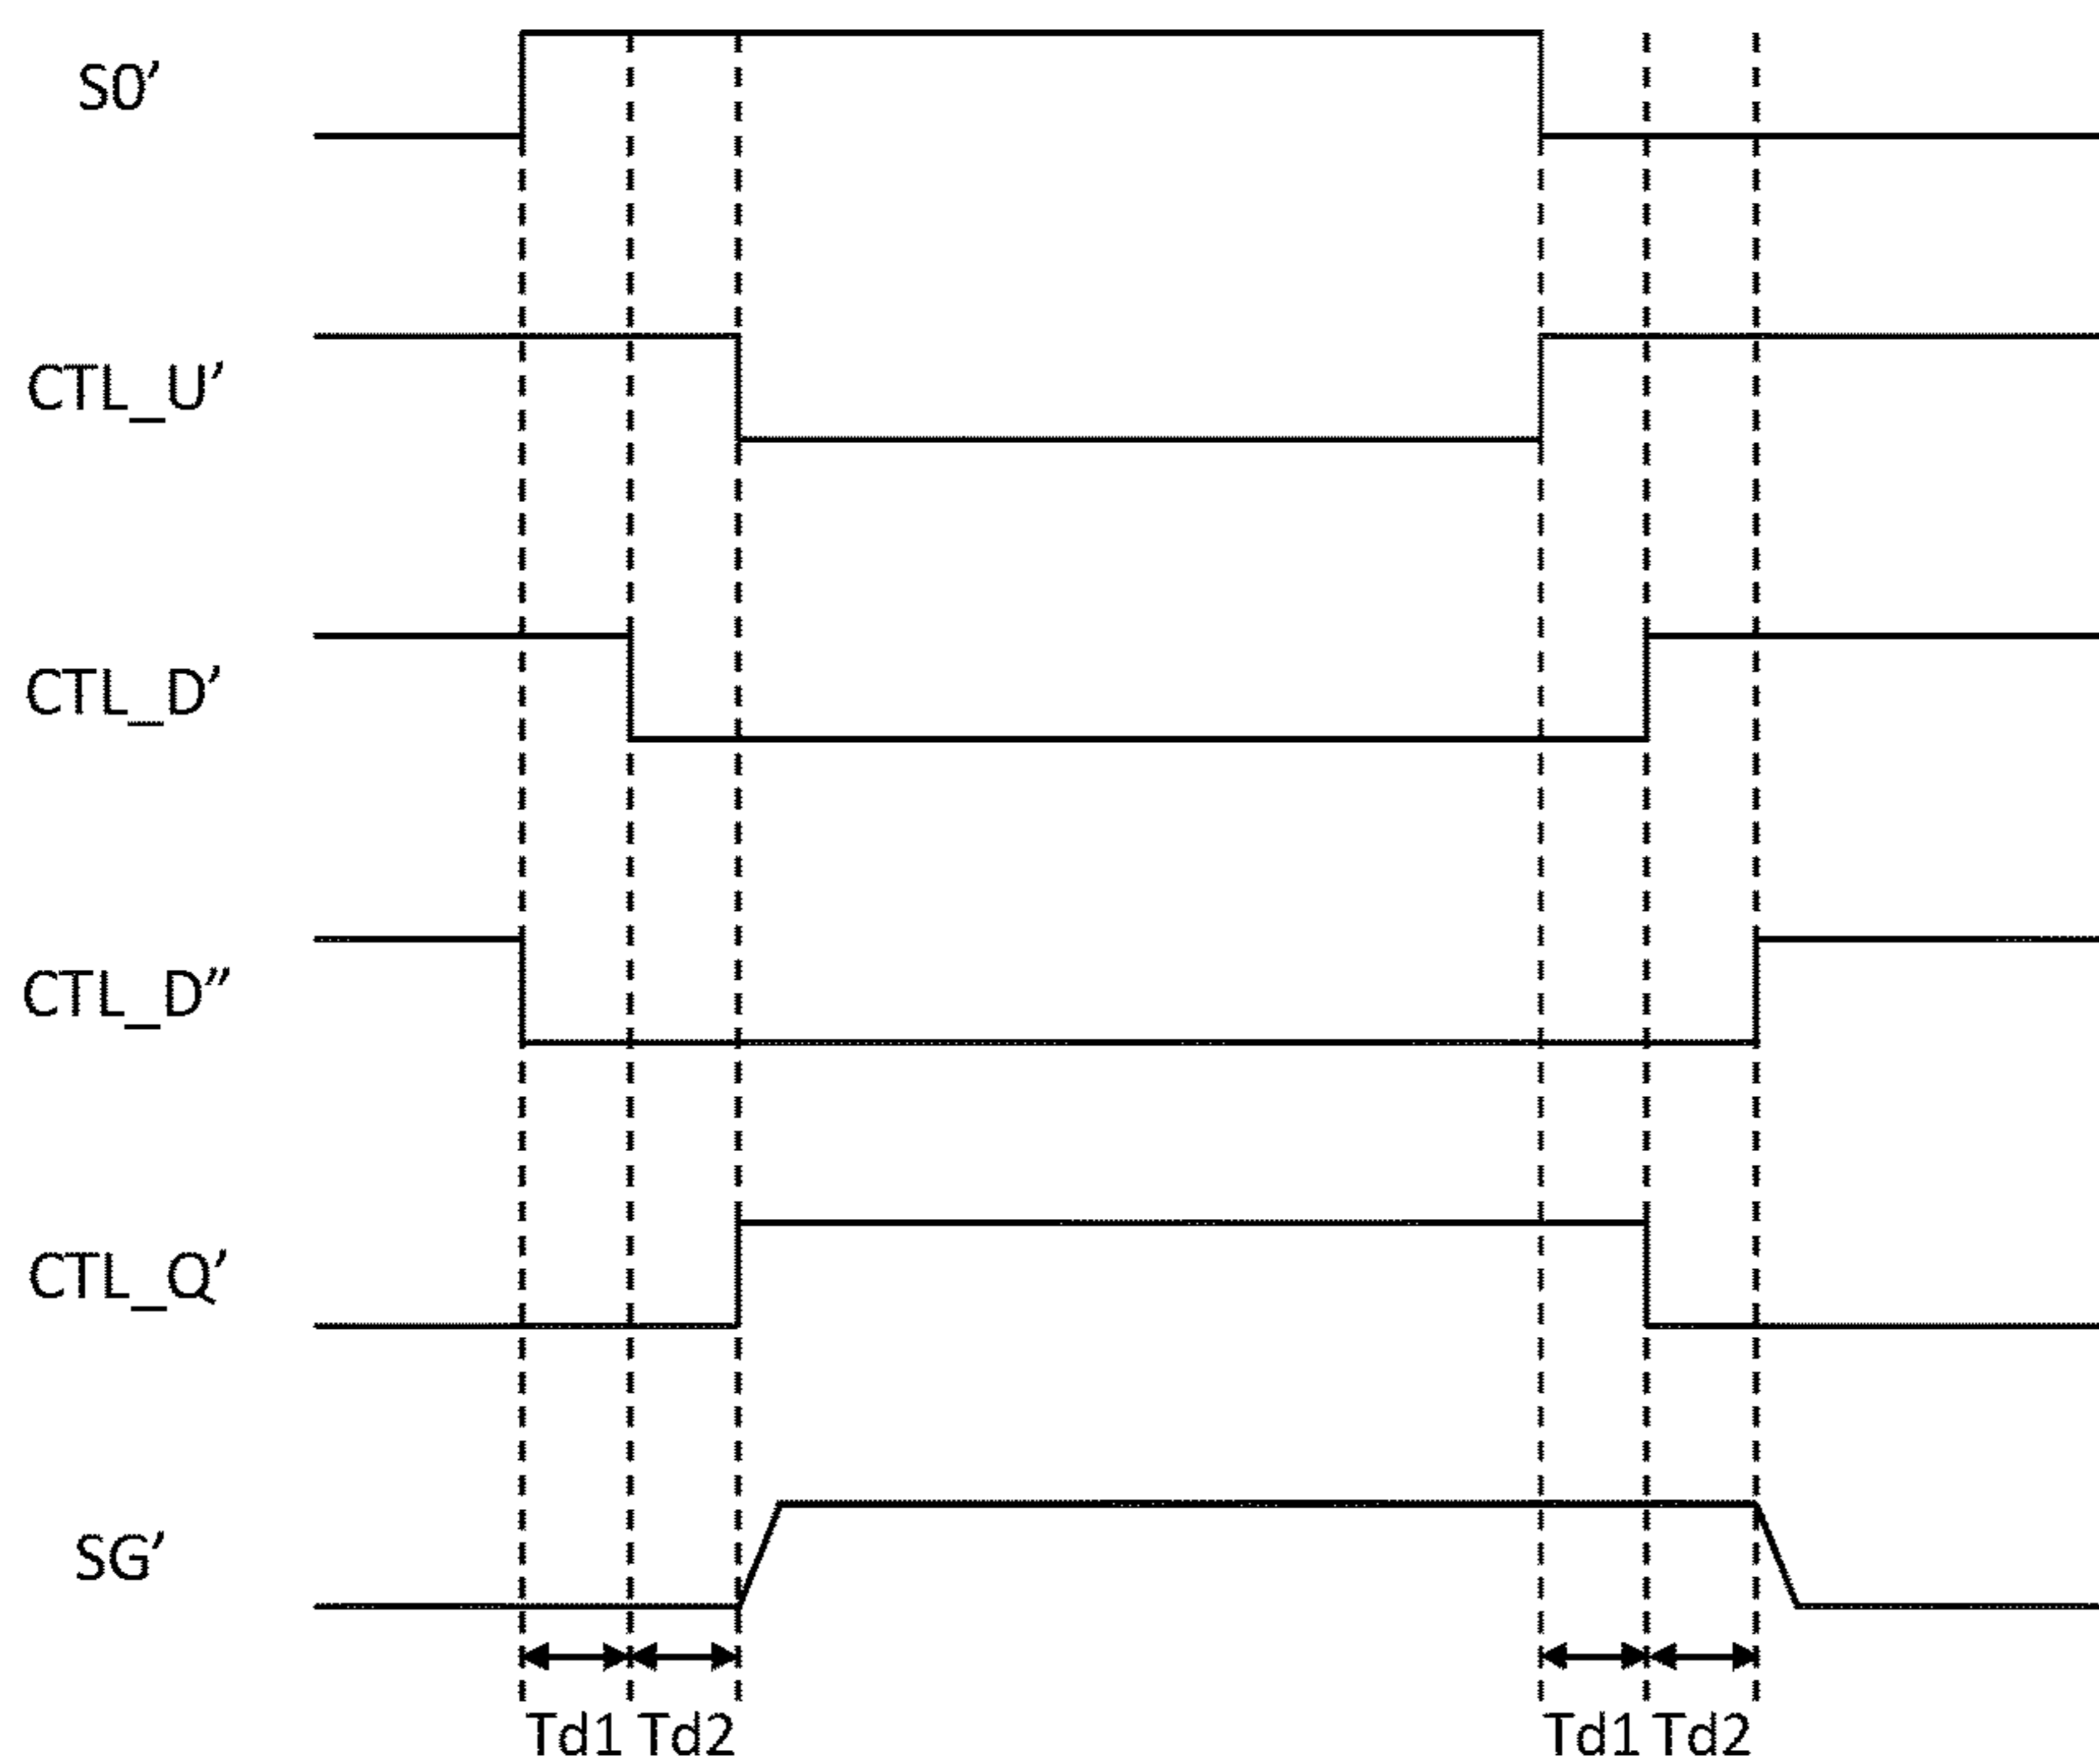 S0’
CTL_U’
CTL_D’
CTL_D”
CTL_Q’
SG’
Td1 Td2 Td1 Td2